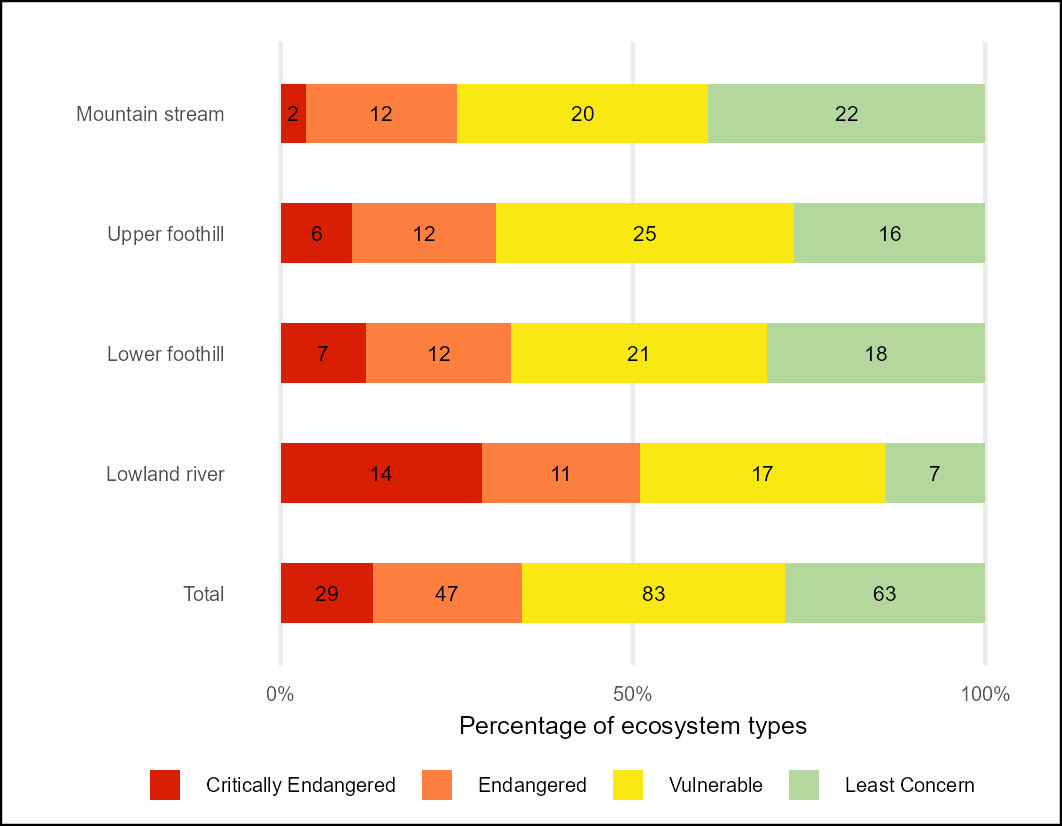 Mountain stream 2 12 20 22
Upper foothill 6 12 25 16
Lower foothill 7 12 21 18
Lowland river 14 11 17 7
Total 29 47 83 63
0% 50% 100%
Percentage of ecosystem types
Critically Endangered Endangered Vulnerable Least Concern